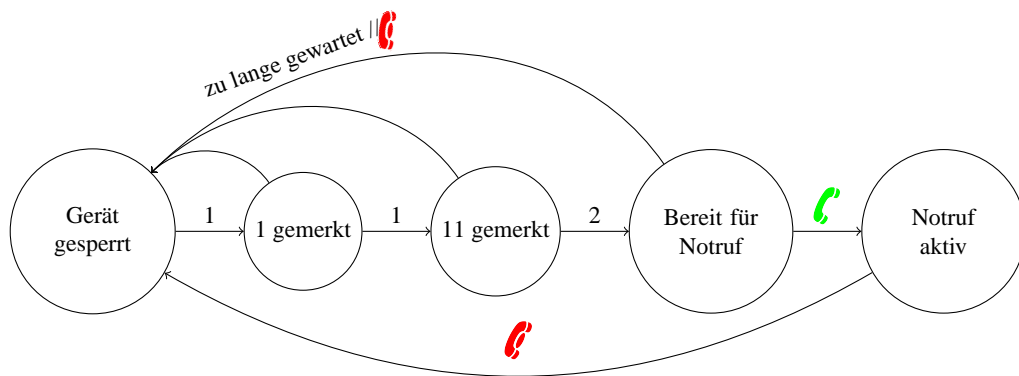 zu lange gewartet ||
Gerät
gesperrt
1
1 gemerkt
1
11 gemerkt
2
Bereit für
Notruf
Notruf
aktiv